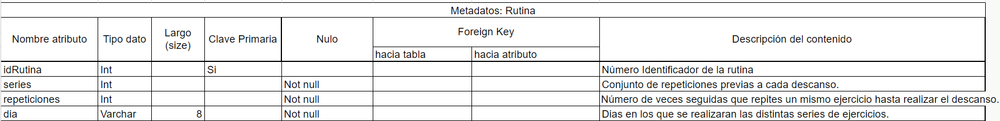 Metadatos: Rutina
Nombre atributo Tipo dato Largo (size) Clave Primaria Nulo Foreign Key Descripción del contenido
hacia tabla hacia atributo
idRutina Int Si Número Identificador de la rutina
series Int Not null Conjunto de repeticiones previas a cada descanso.
repeticiones Int Not null Número de veces seguidas que repites un mismo ejercicio hasta realizar el descanso.
dia Varchar 8 Not null Dias en los que se realizaran las distintas series de ejercicios.